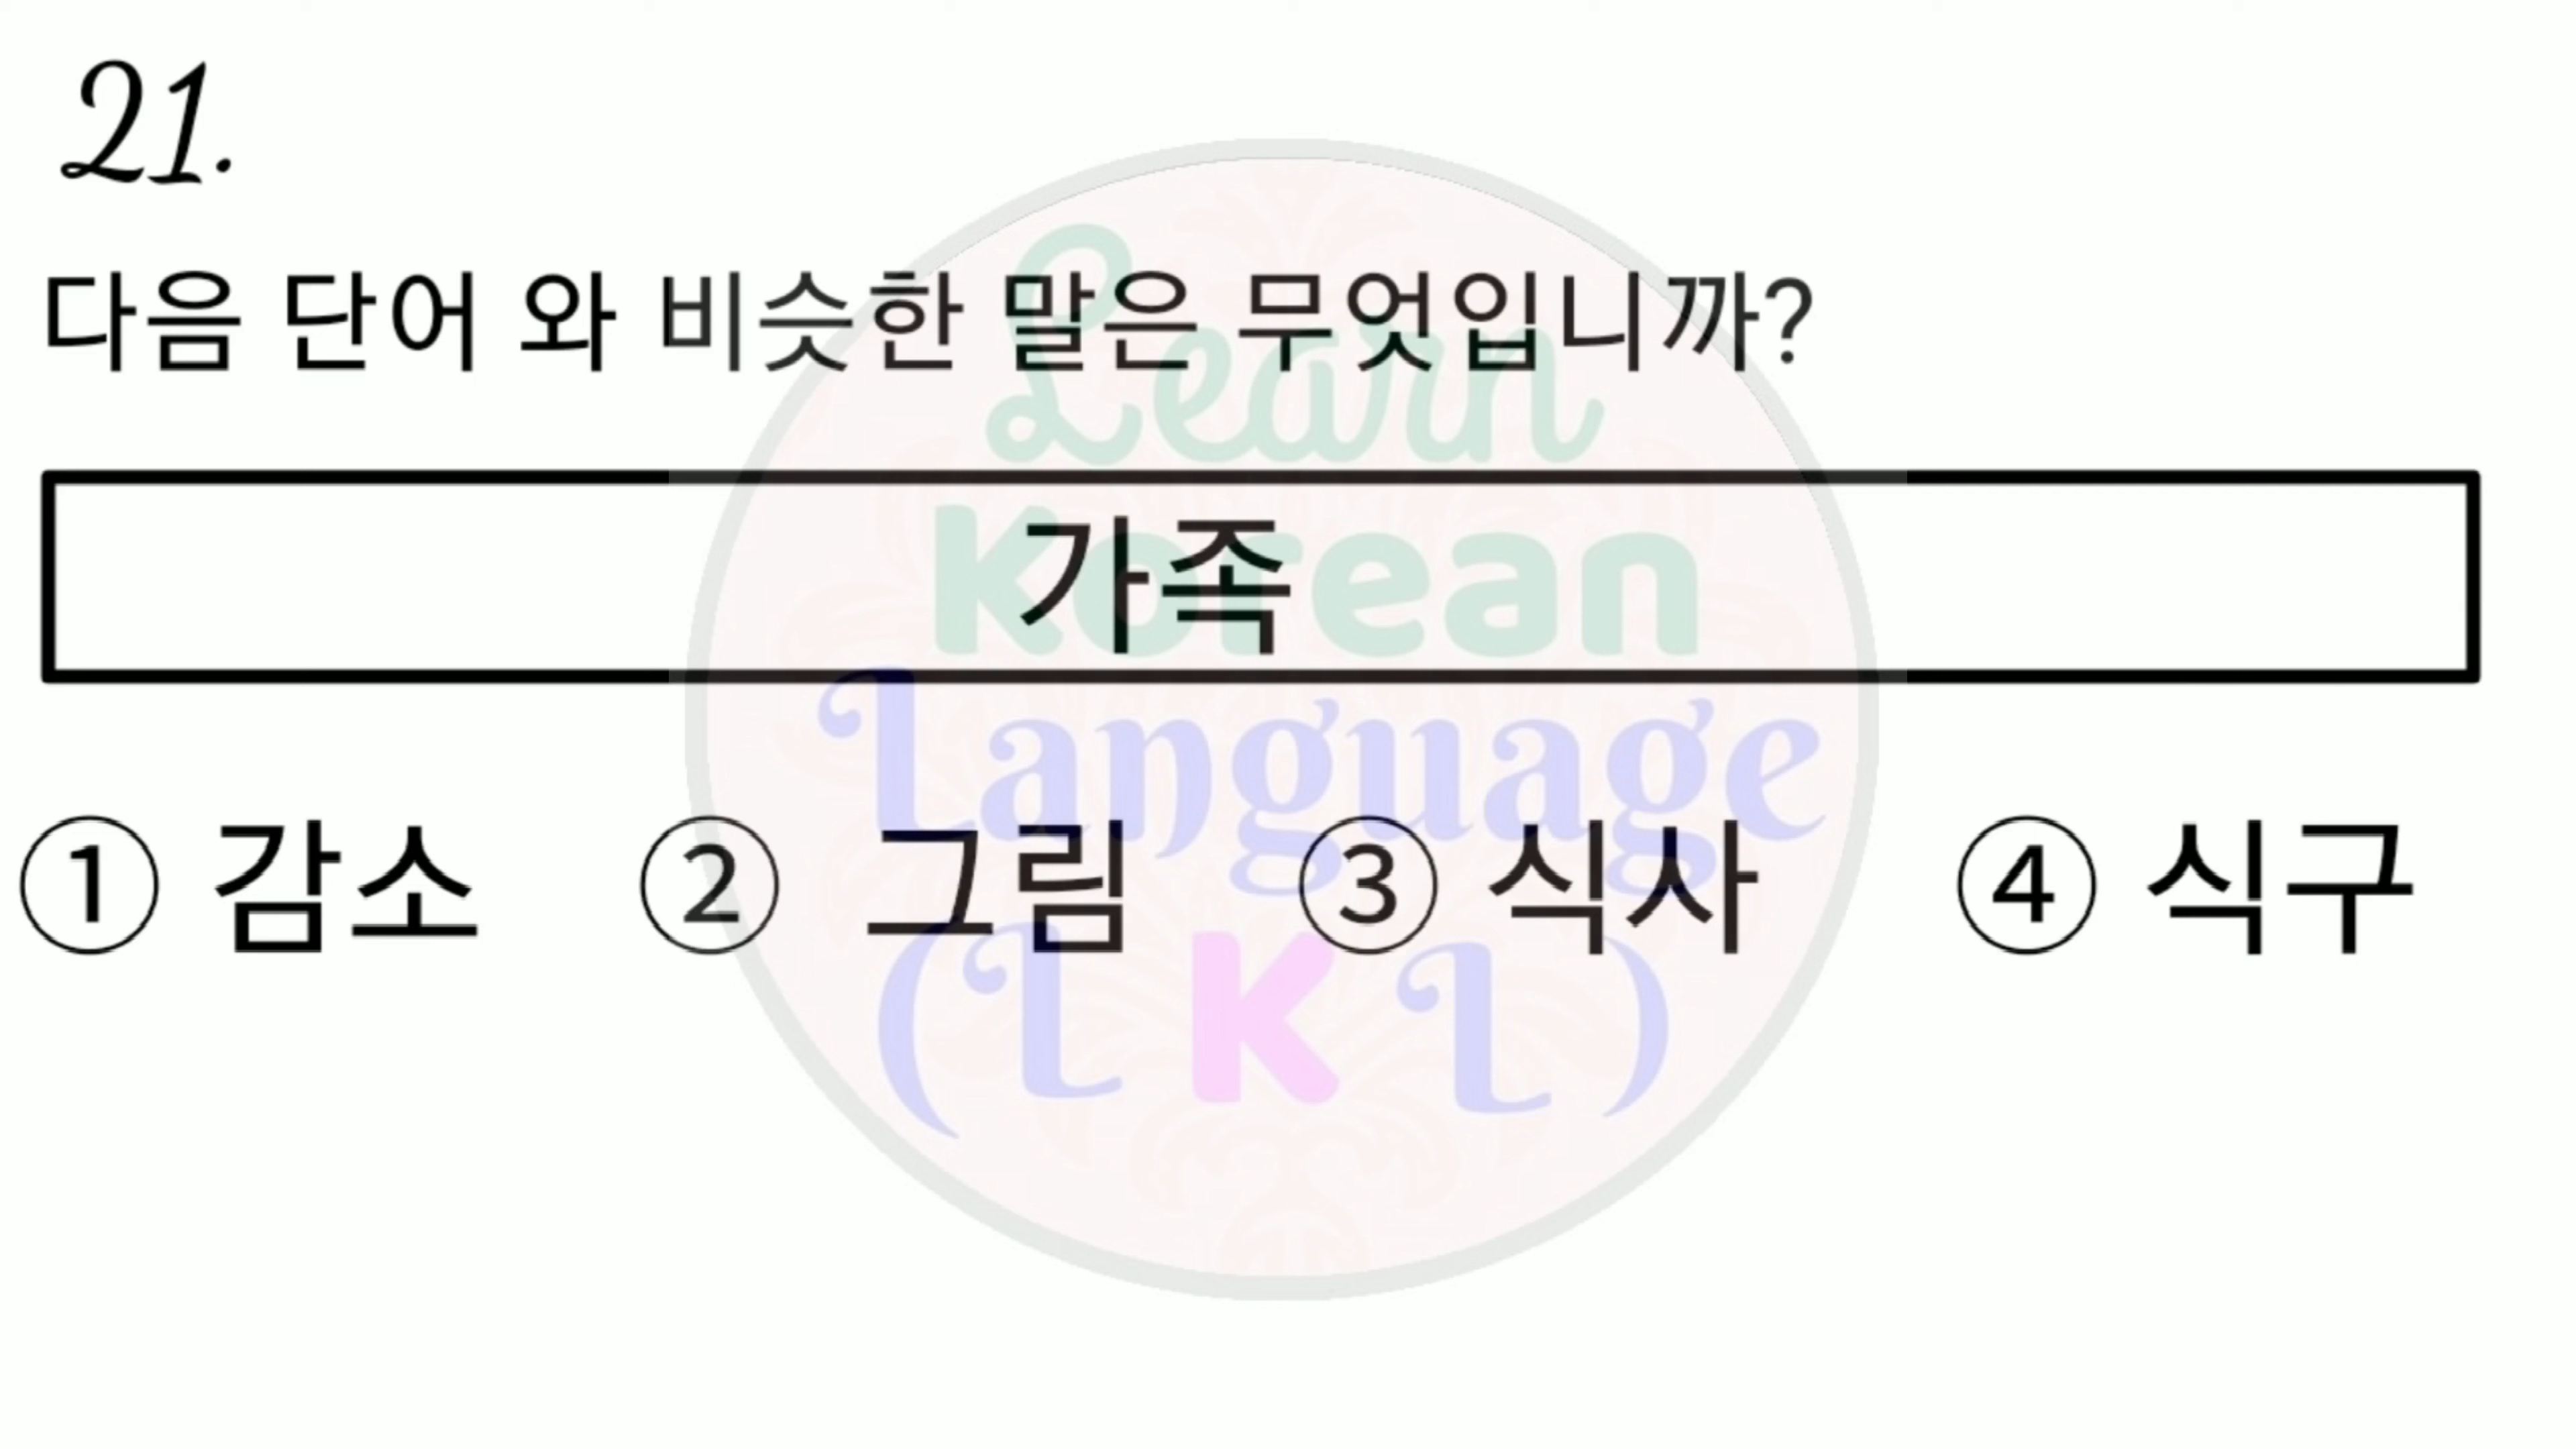 21.
다음 단어 와 비슷한 말은 무엇입니까?
가족
① 감소 ② 그림 ③ 식사 ④ 식구
Learn
Korean
Language
(L K L)